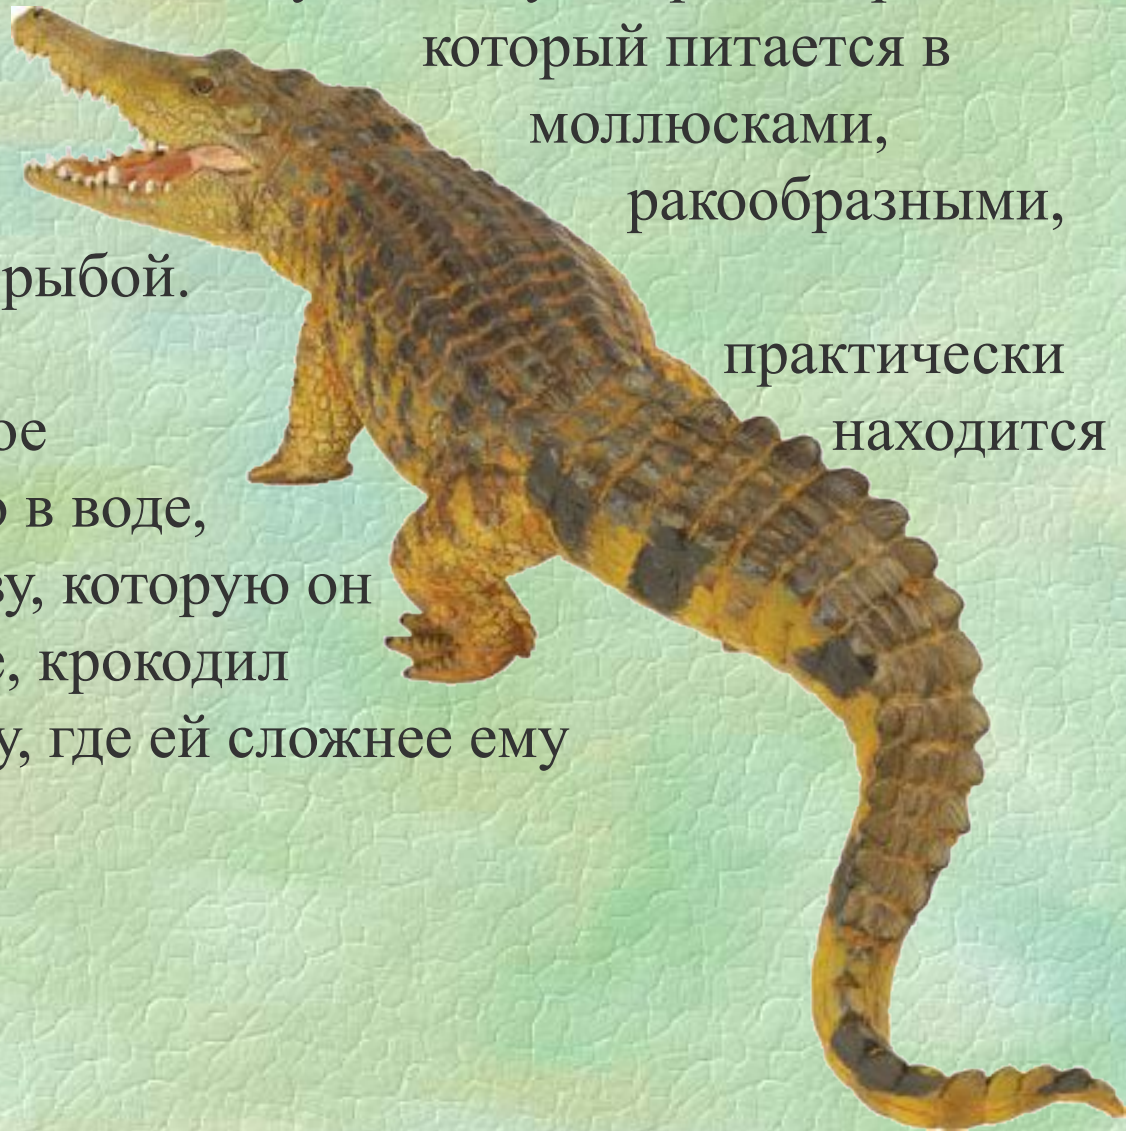 который питается в
моллюсками,
ракообразными,
рыбой.
практически
находится
в воде,
которую он
крокодил
где ей сложнее ему